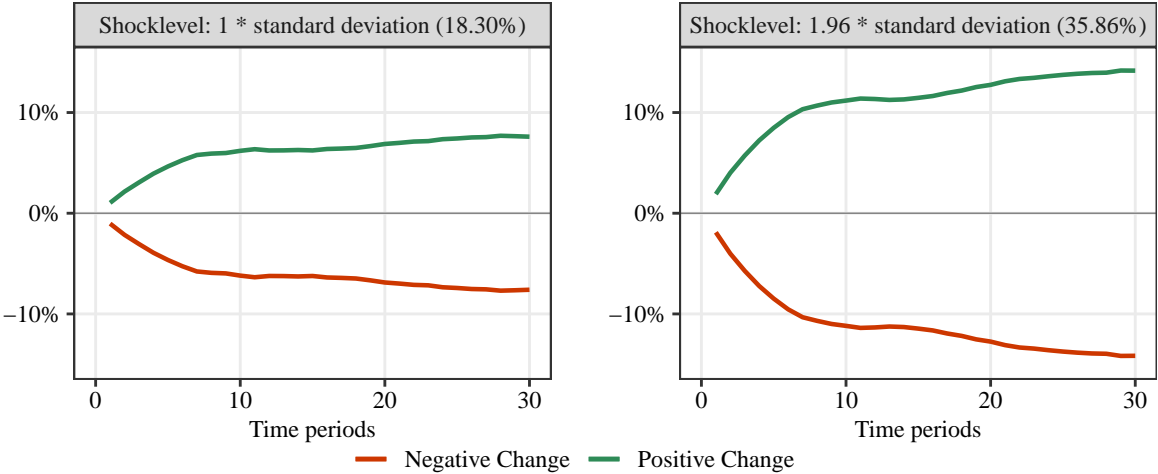 Shocklevel: 1 * standard deviation (18.30%)
Shocklevel: 1.96 * standard deviation (35.86%)
10%
0%
−10%
0
10
20
30
Time periods
10%
0%
−10%
0
10
20
30
Time periods
Negative Change
Positive Change